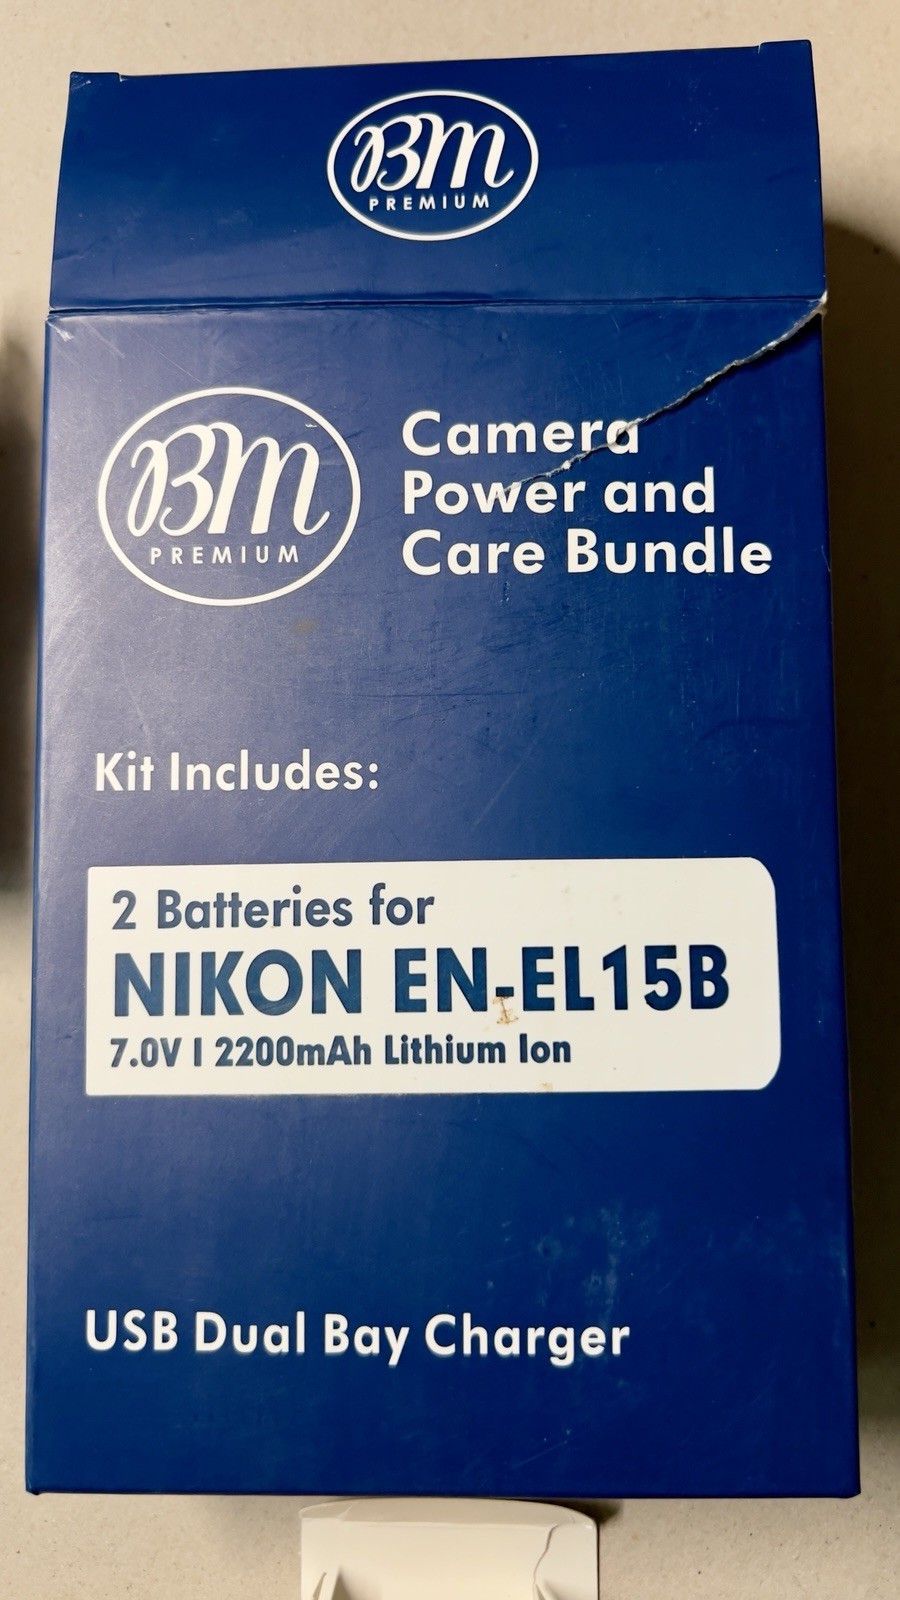 BM
PREMIUM
BM
PREMIUM
Camera
Power and
Care Bundle
Kit Includes:
2 Batteries for
NIKON EN-EL15B
7.0V | 2200mAh Lithium Ion
USB Dual Bay Charger